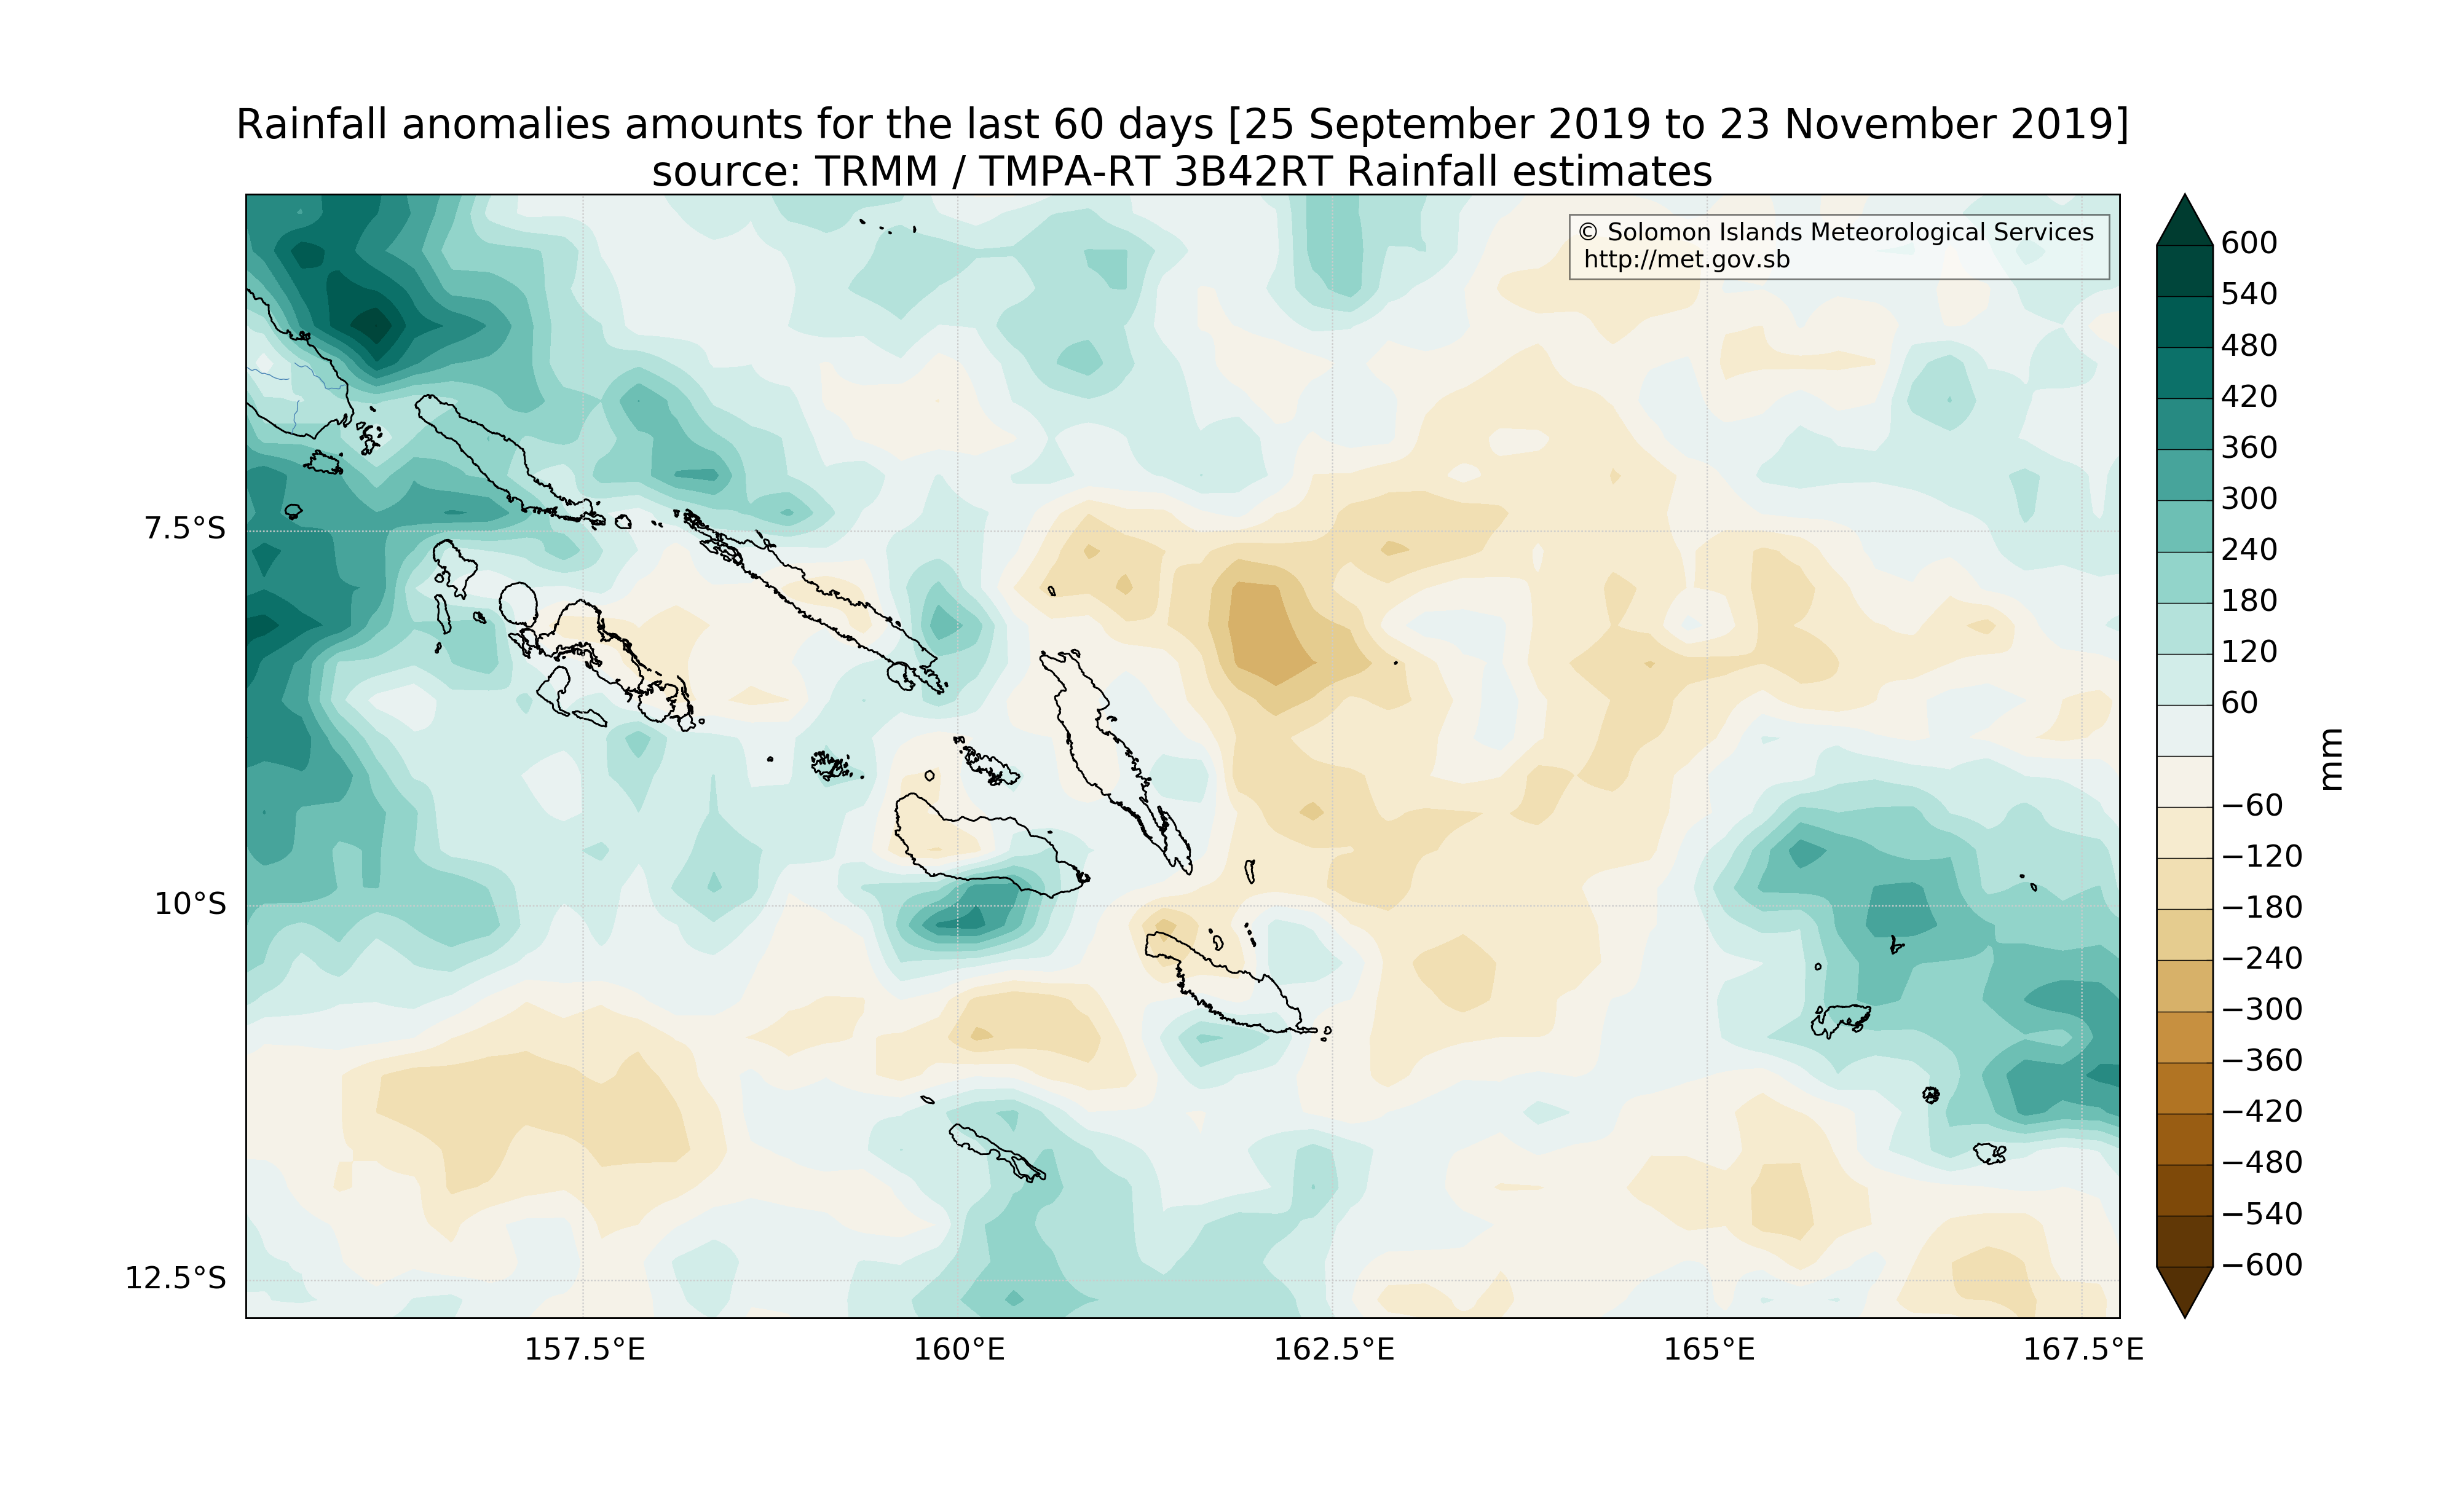 Rainfall anomalies amounts for the last 60 days [25 September 2019 to 23 November 2019]
source: TRMM / TMPA-RT 3B42RT Rainfall estimates
© Solomon Islands Meteorological Services
http://met.gov.sb
7.5°S
10°S
12.5°S
157.5°E
160°E
162.5°E
165°E
167.5°E
600
540
480
420
360
300
240
180
120
60
−60
−120
−180
−240
−300
−360
−420
−480
−540
−600
mm